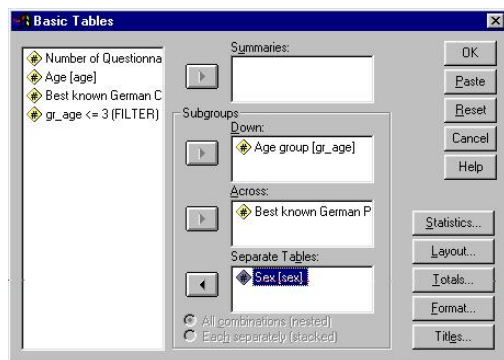 Basic Tables
Number of Questionna
Age [age]
Best known German C
gr_age <= 3 (FILTER)
Summaries:
Subgroups
Down:
Age group [gr_age]
Across:
Best known German P
Separate Tables:
Sex [sex]
All combinations (nested)
Each separately (stacked)
OK
Paste
Reset
Cancel
Help
Statistics...
Layout...
Totals...
Format...
Titles...